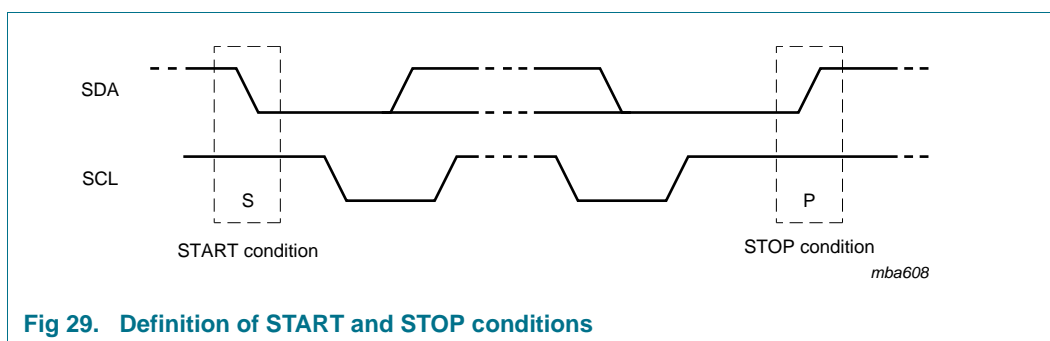 SDA
SCL
S
P
START condition
STOP condition
mba608
Fig 29. Definition of START and STOP conditions